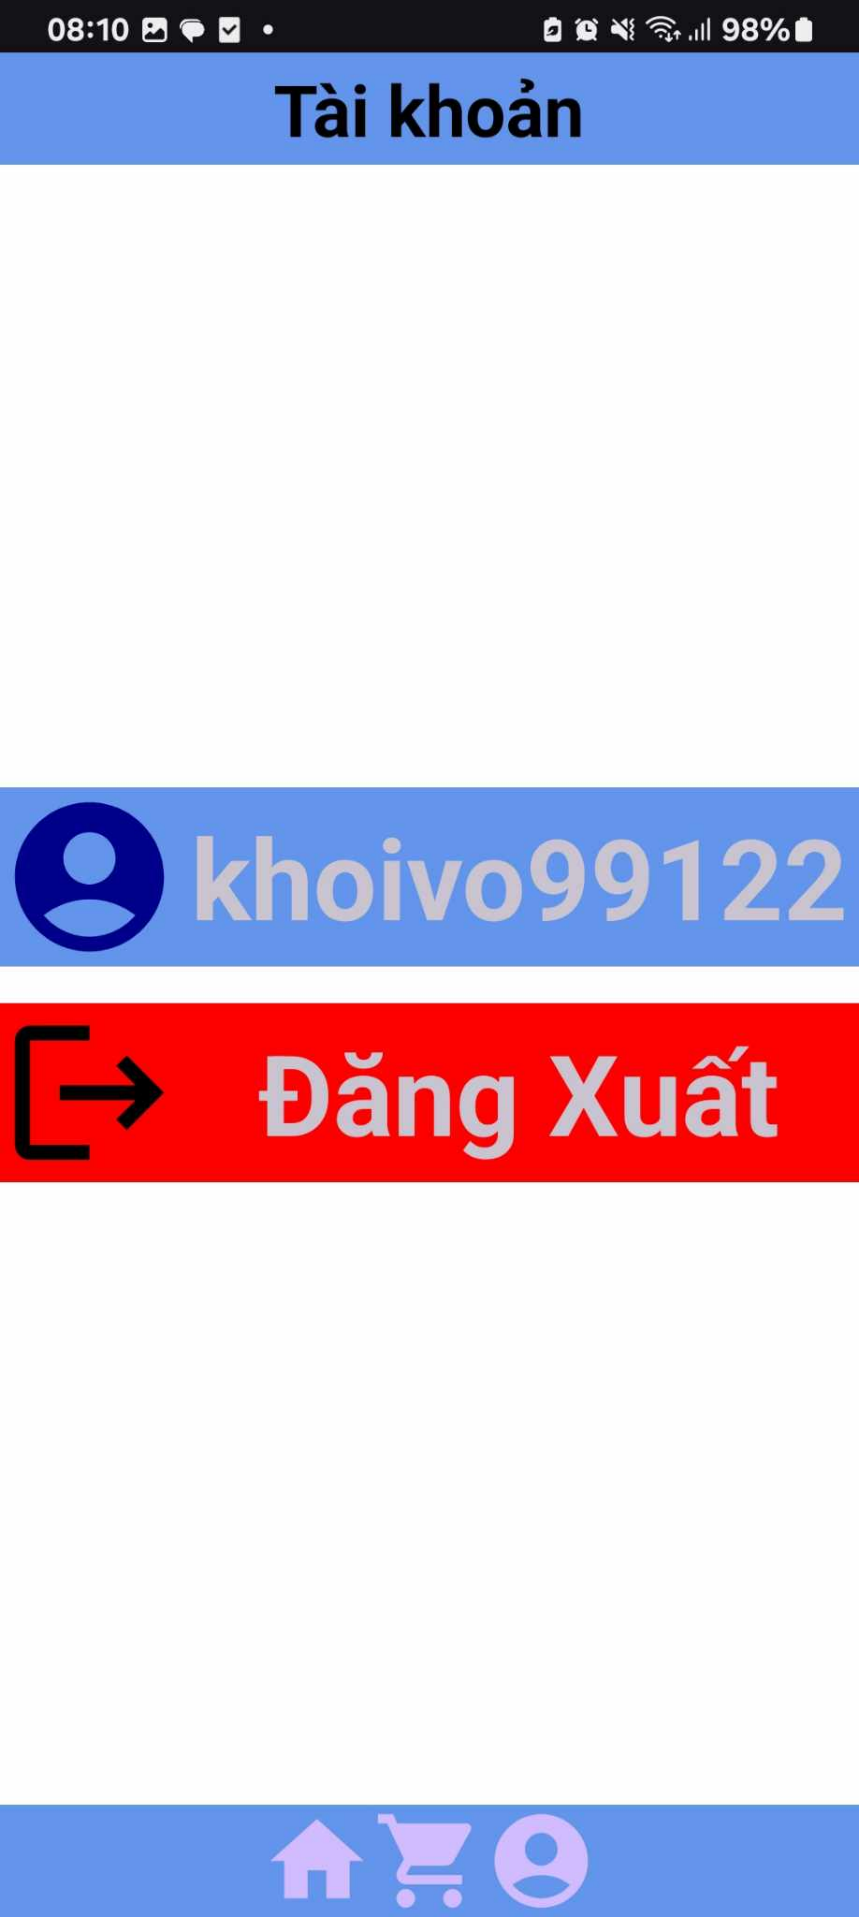 08:10 98%
Tài khoản
khoivo99122
Đăng Xuất